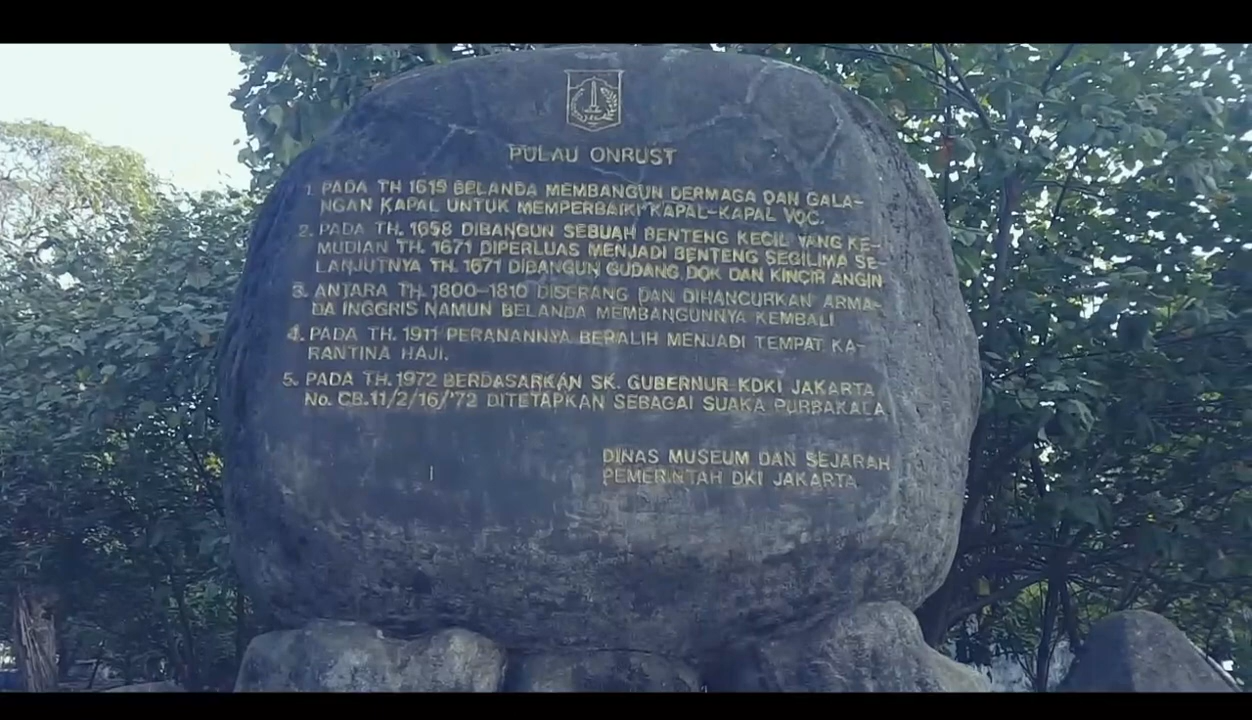 PULAU ONRUST
1. PADA TH 1619 BELANDA MEMBANGUN DERMAGA DAN GALA-
NGAN KAPAL UNTUK MEMPERBAIKI KAPAL-KAPAL VOC.
2. PADA TH. 1658 DIBANGUN SEBUAH BENTENG KECIL YANG KE-
MUDIAN TH. 1671 DIPERLUAS MENJADI BENTENG SEGILIMA SE-
LANJUTNYA TH. 1671 DIBANGUN GUDANG, DOK DAN KINCIR ANGIN
3. ANTARA TH. 1800-1810 DISERANG DAN DIHANCURKAN ARMA-
DA INGGRIS NAMUN BELANDA MEMBANGUNNYA KEMBALI
4. PADA TH. 1911 PERANANNYA BERALIH MENJADI TEMPAT KA-
RANTINA HAJI.
5. PADA TH. 1972 BERDASARKAN SK. GUBERNUR KDKI JAKARTA
No. CB.11/2/16/'72 DITETAPKAN SEBAGAI SUAKA PURBAKALA
DINAS MUSEUM DAN SEJARAH
PEMERINTAH DKI JAKARTA.